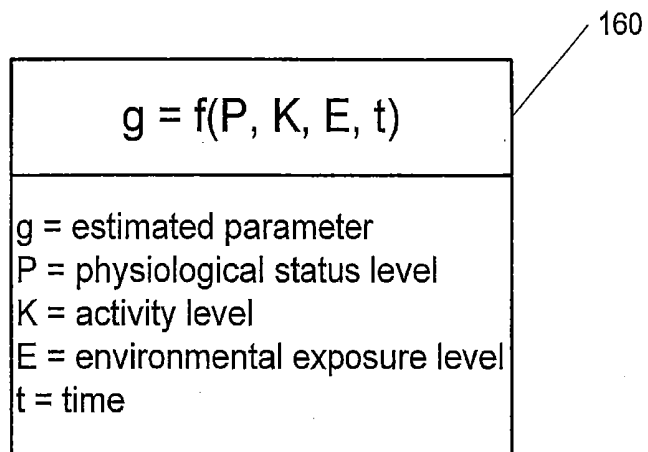 160
g = f(P, K, E, t)
g = estimated parameter
P = physiological status level
K = activity level
E = environmental exposure level
t = time